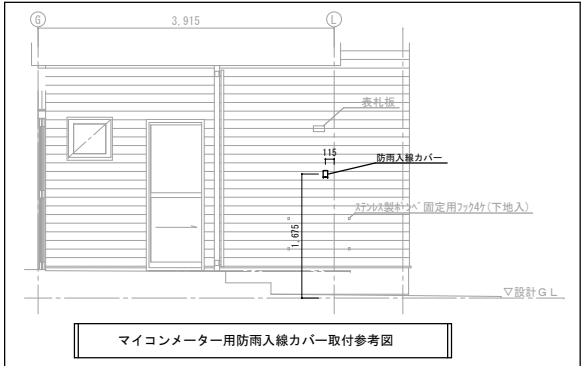 G
3,915
L
表札板
115
防雨入線カバー
ステンレス製ボンベ固定用フック4ケ(下地入)
1,675
▽設計GL
マイコンメーター用防雨入線カバー取付参考図